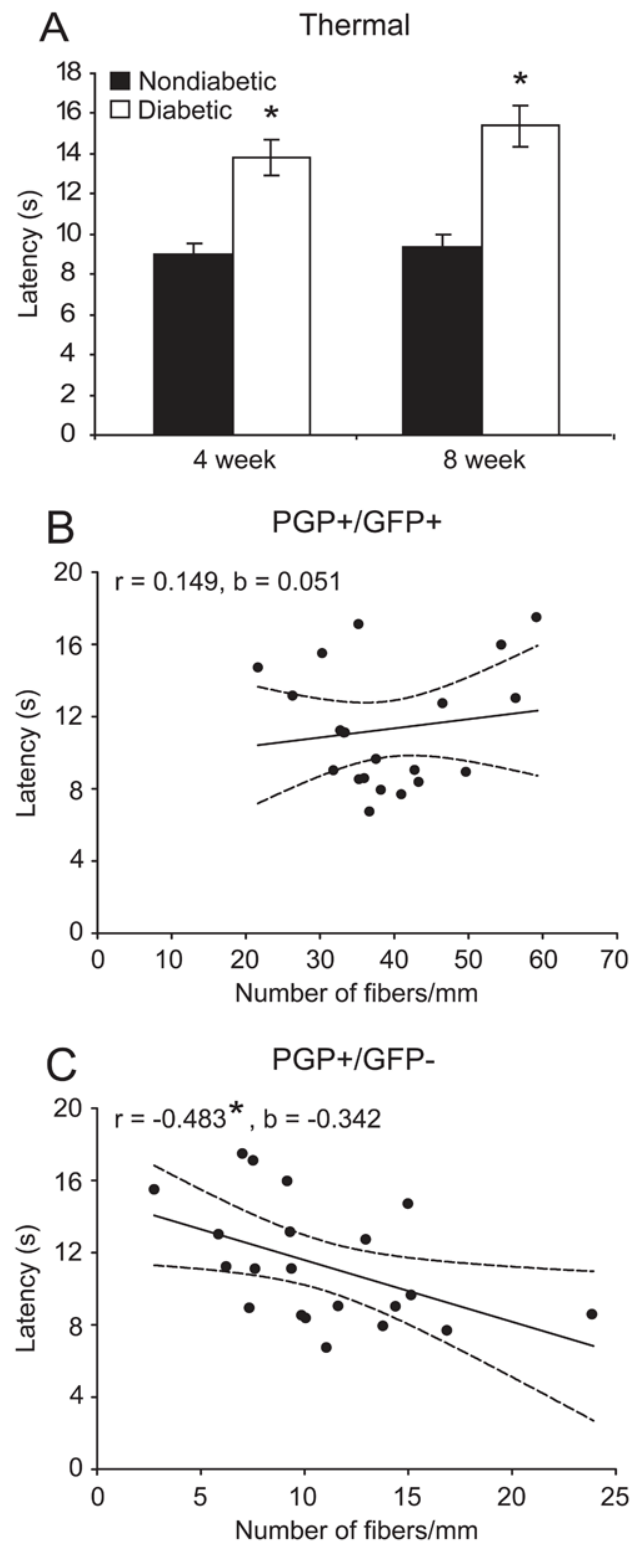 A
Thermal
Nondiabetic
Diabetic
*
*
18
16
14
12
10
8
6
4
2
0
Latency (s)
4 week
8 week
B
PGP+/GFP+
r = 0.149, b = 0.051
20
16
12
8
4
0
Latency (s)
0 10 20 30 40 50 60 70
Number of fibers/mm
C
PGP+/GFP-
r = -0.483*, b = -0.342
20
16
12
8
4
0
Latency (s)
0 5 10 15 20 25
Number of fibers/mm